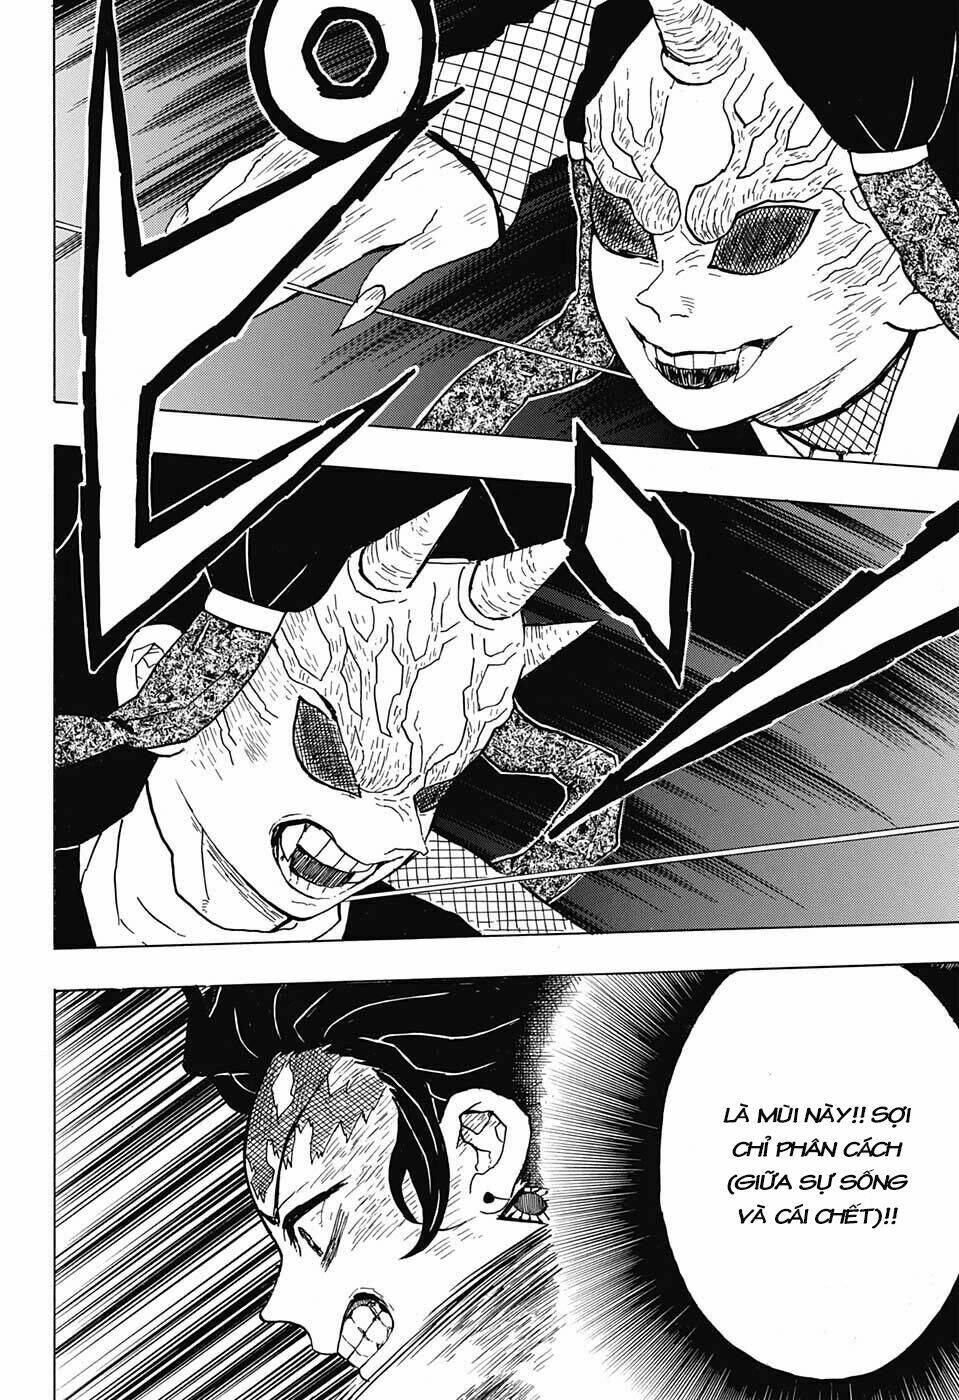 LÀ MÙI NÀY!! SỢI
CHỈ PHÂN CÁCH
(GIỮA SỰ SỐNG
VÀ CÁI CHẾT)!!